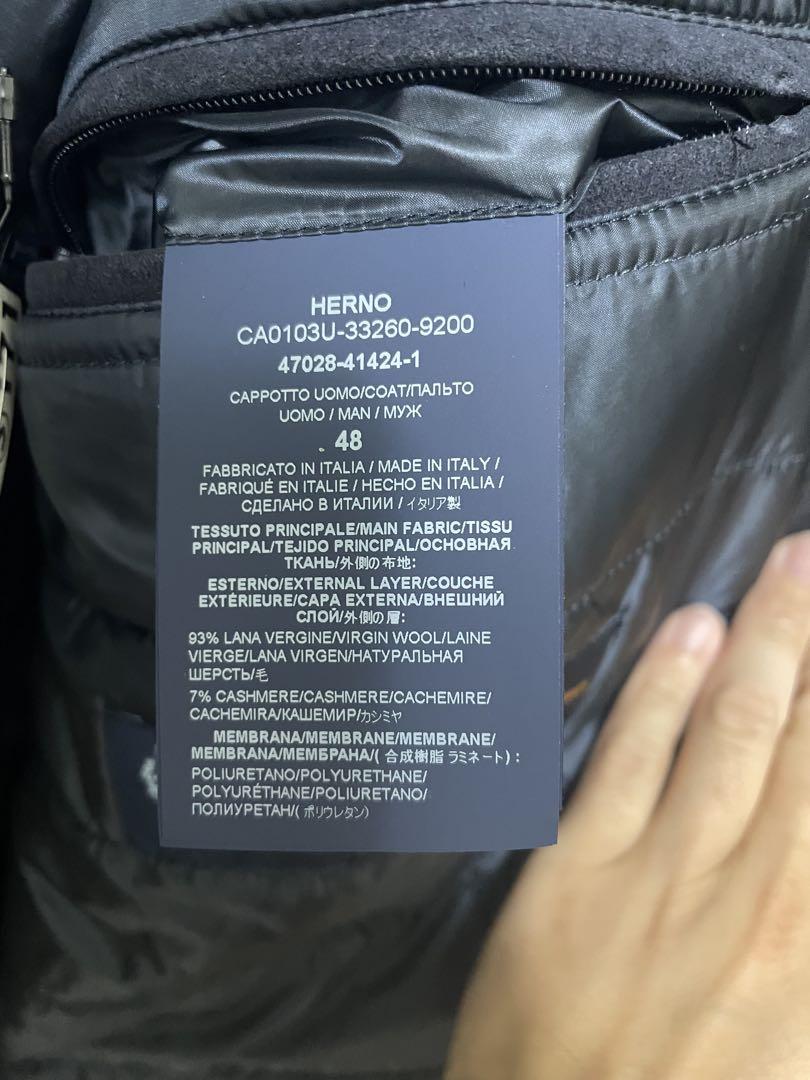 HERNO
CA0103U-33260-9200
47028-41424-1
CAPPOTTO UOMO/COAT/ПАЛЬТО
UOMO / MAN / МУЖ
48
FABBRICATO IN ITALIA / MADE IN ITALY /
FABRIQUÉ EN ITALIE / HECHO EN ITALIA /
СДЕЛАНО В ИТАЛИИ / イタリア製
TESSUTO PRINCIPALE/MAIN FABRIC/TISSU
PRINCIPAL/TEJIDO PRINCIPAL/ОСНОВНАЯ
ТКАНЬ/外側の布地:
ESTERNO/EXTERNAL LAYER/COUCHE
EXTÉRIEURE/CAPA EXTERNA/ВНЕШНИЙ
СЛОЙ/外側の層:
93% LANA VERGINE/VIRGIN WOOL/LAINE
VIERGE/LANA VIRGEN/НАТУРАЛЬНАЯ
ШЕРСТЬ/毛
7% CASHMERE/CASHMERE/CACHEMIRE/
CACHEMIRA/КАШЕМИР/カシミヤ
MEMBRANA/MEMBRANE/MEMBRANE/
MEMBRANA/МЕМБРАНА/( 合成樹脂 ラミネート) :
POLIURETANO/POLYURETHANE/
POLYURÉTHANE/POLIURETANO/
ПОЛИУРЕТАН/( ポリウレタン)